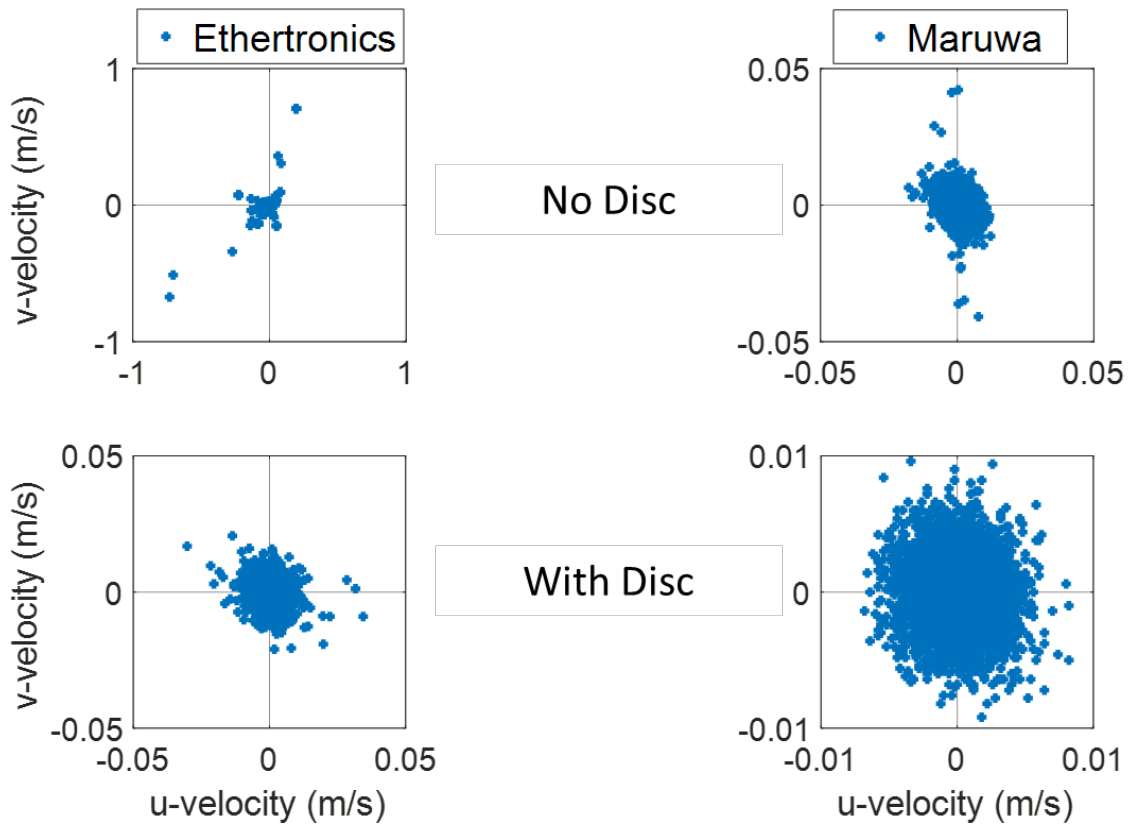 Ethertronics
Maruwa
1
0
-1
-1 0 1
v-velocity (m/s)
No Disc
0.05
0
-0.05
-0.05 0 0.05
0.05
0
-0.05
-0.05 0 0.05
v-velocity (m/s)
u-velocity (m/s)
With Disc
0.01
0
-0.01
-0.01 0 0.01
u-velocity (m/s)